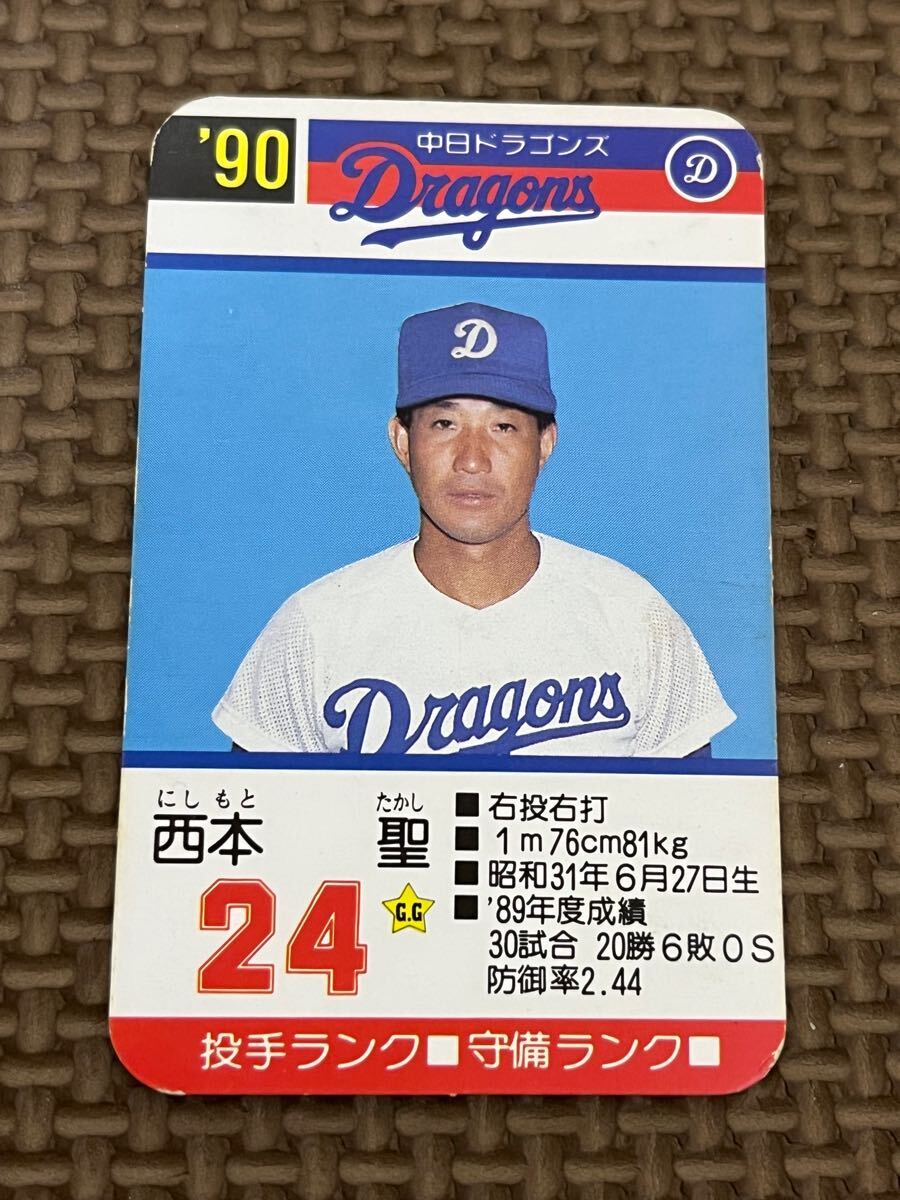 '90
中日ドラゴンズ
Dragons
D
D
Dragons
にしもと たかし
西本 聖
24
G.G
■右投右打
■1m76cm81kg
■昭和31年6月27日生
■'89年度成績
30試合 20勝6敗0S
防御率2.44
投手ランク■守備ランク■